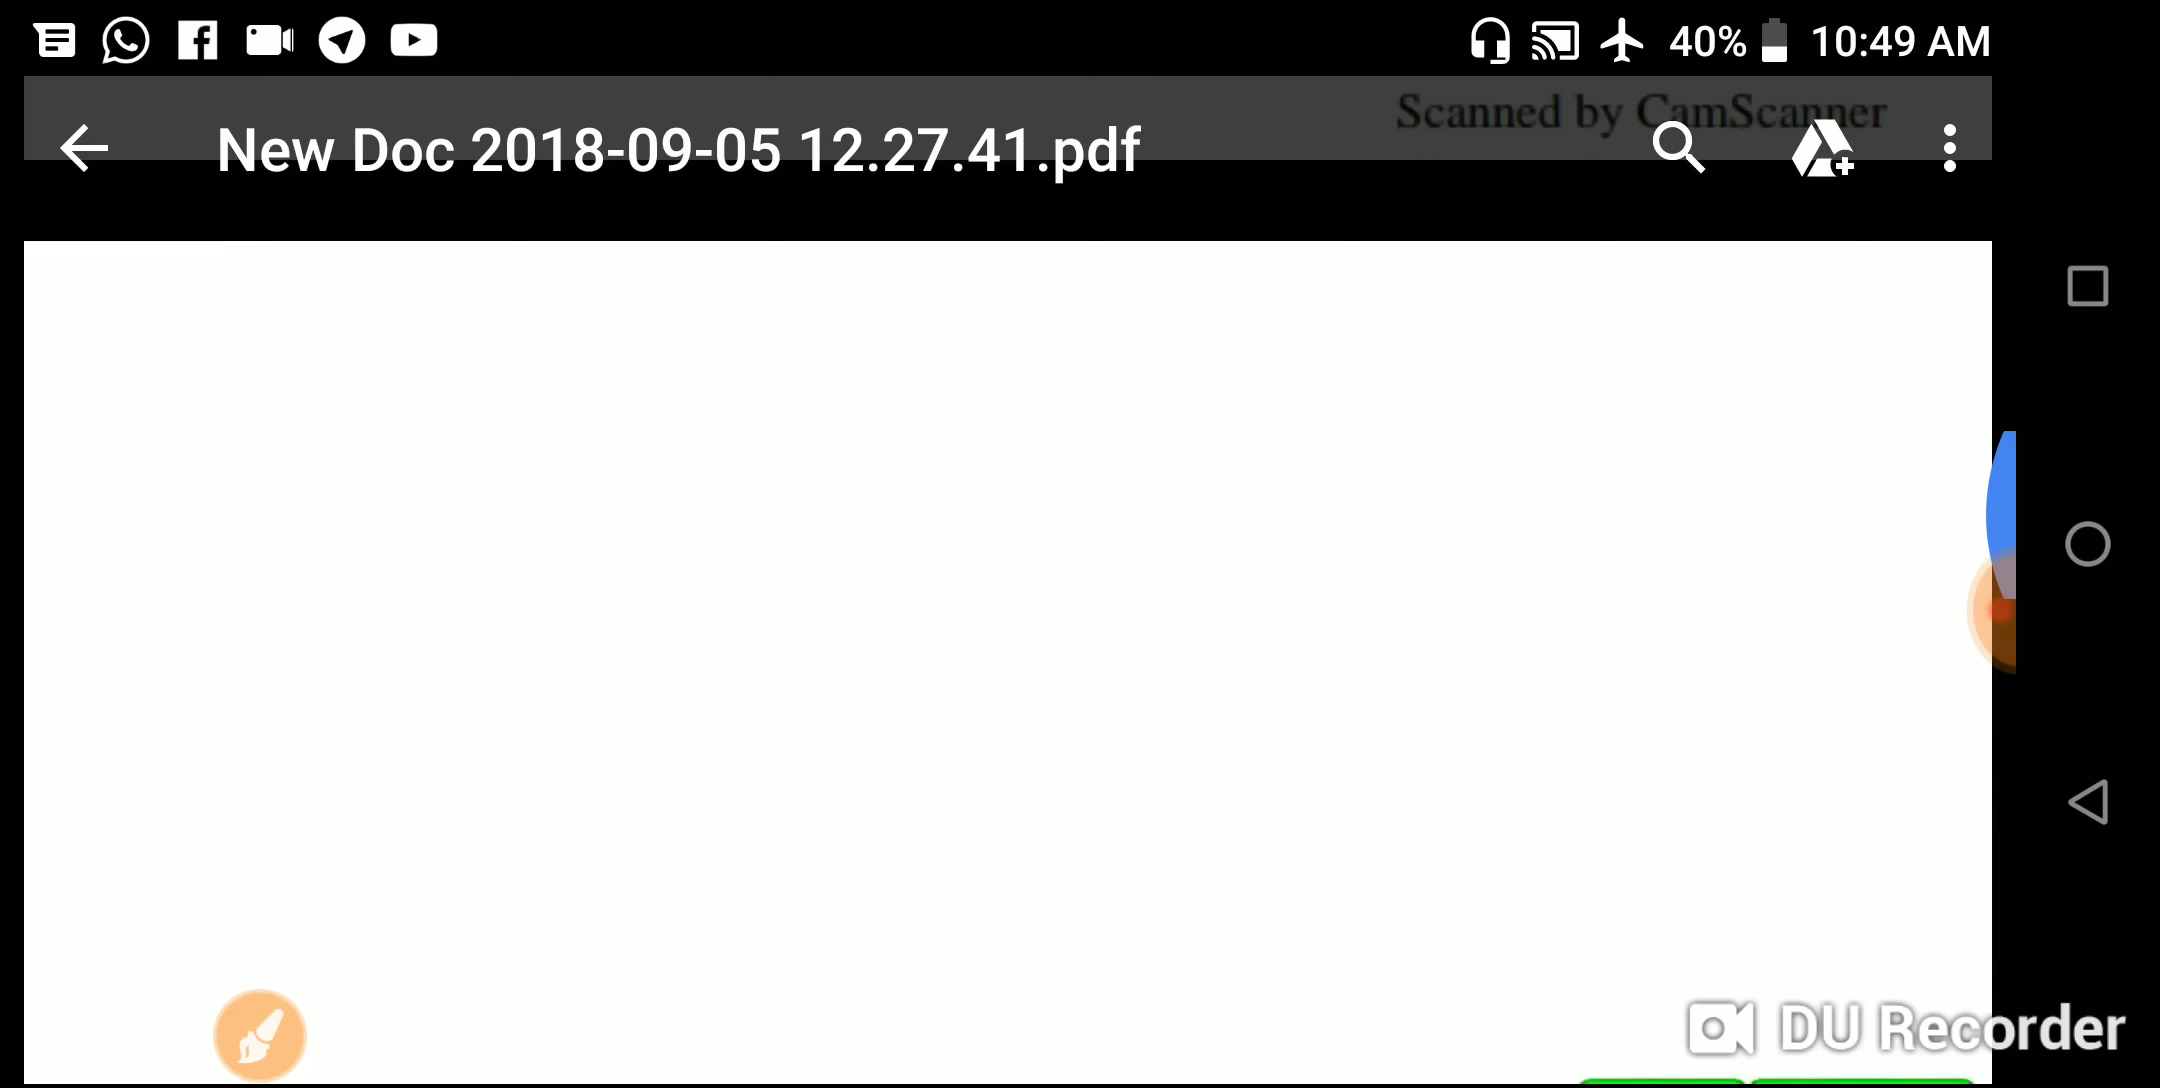 40% 10:49 AM
Scanned by CamScanner
New Doc 2018-09-05 12.27.41.pdf
DU Recorder